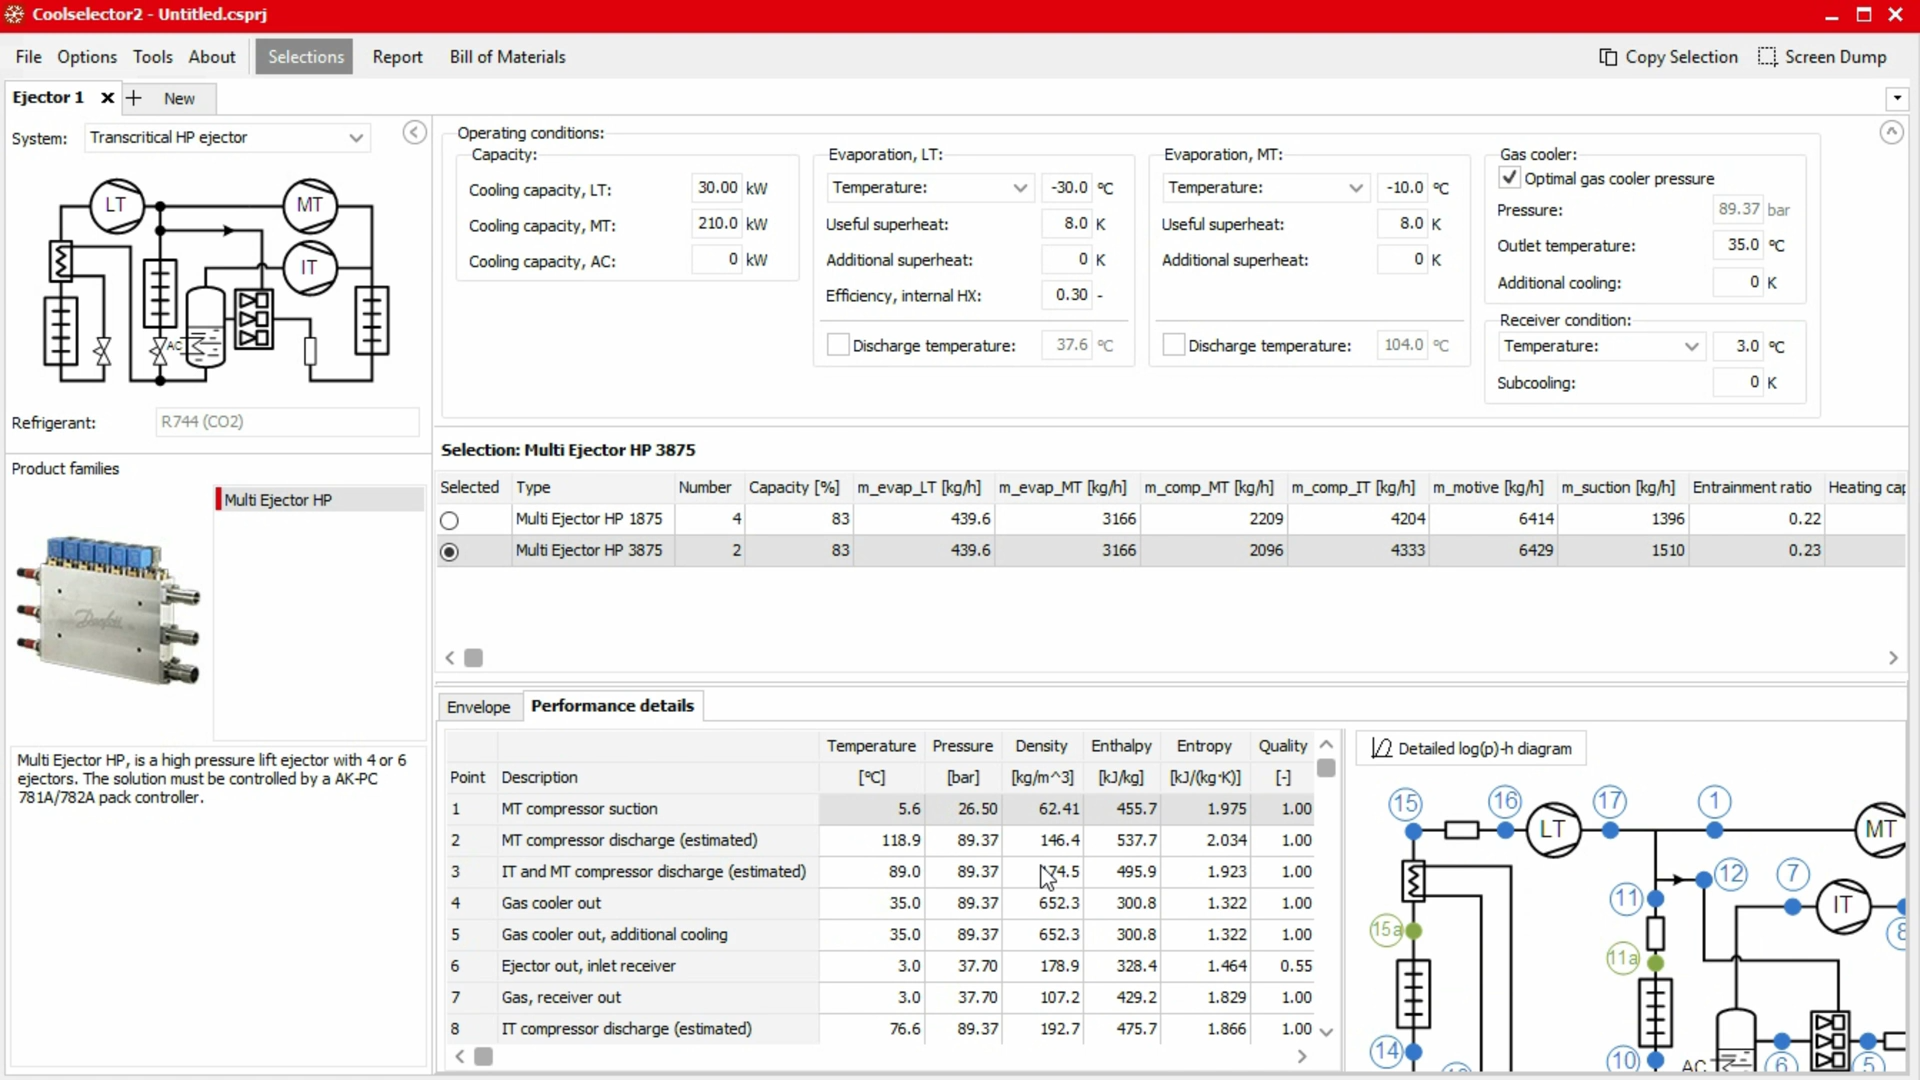 Coolselector2 - Untitled.csprj
File Options Tools About Selections Report Bill of Materials Copy Selection Screen Dump
Ejector 1 New
System: Transcritical HP ejector
LT MT
IT
AC
Refrigerant: R744 (CO2)
Product families
Multi Ejector HP
Danfoss
Multi Ejector HP, is a high pressure lift ejector with 4 or 6
ejectors. The solution must be controlled by a AK-PC
781A/782A pack controller.
Operating conditions:
Capacity:
Cooling capacity, LT: 30.00 kW
Cooling capacity, MT: 210.0 kW
Cooling capacity, AC: 0 kW
Evaporation, LT:
Temperature: -30.0 °C
Useful superheat: 8.0 K
Additional superheat: 0 K
Efficiency, internal HX: 0.30 -
Discharge temperature: 37.6 °C
Evaporation, MT:
Temperature: -10.0 °C
Useful superheat: 8.0 K
Additional superheat: 0 K
Discharge temperature: 104.0 °C
Gas cooler:
Optimal gas cooler pressure
Pressure: 89.37 bar
Outlet temperature: 35.0 °C
Additional cooling: 0 K
Receiver condition:
Temperature: 3.0 °C
Subcooling: 0 K
Selection: Multi Ejector HP 3875
Selected Type Number Capacity [%] m_evap_LT [kg/h] m_evap_MT [kg/h] m_comp_MT [kg/h] m_comp_IT [kg/h] m_motive [kg/h] m_suction [kg/h] Entrainment ratio Heating cap
Multi Ejector HP 1875 4 83 439.6 3166 2209 4204 6414 1396 0.22
Multi Ejector HP 3875 2 83 439.6 3166 2096 4333 6429 1510 0.23
Envelope Performance details
Temperature Pressure Density Enthalpy Entropy Quality
Point Description [°C] [bar] [kg/m^3] [kJ/kg] [kJ/(kg·K)] [-]
1 MT compressor suction 5.6 26.50 62.41 455.7 1.975 1.00
2 MT compressor discharge (estimated) 118.9 89.37 146.4 537.7 2.034 1.00
3 IT and MT compressor discharge (estimated) 89.0 89.37 74.5 495.9 1.923 1.00
4 Gas cooler out 35.0 89.37 652.3 300.8 1.322 1.00
5 Gas cooler out, additional cooling 35.0 89.37 652.3 300.8 1.322 1.00
6 Ejector out, inlet receiver 3.0 37.70 178.9 328.4 1.464 0.55
7 Gas, receiver out 3.0 37.70 107.2 429.2 1.829 1.00
8 IT compressor discharge (estimated) 76.6 89.37 192.7 475.7 1.866 1.00
Detailed log(p)-h diagram
15 16 LT 17 1 MT
12 7
11 IT
15a 8
11a
14 10 AC 6 5